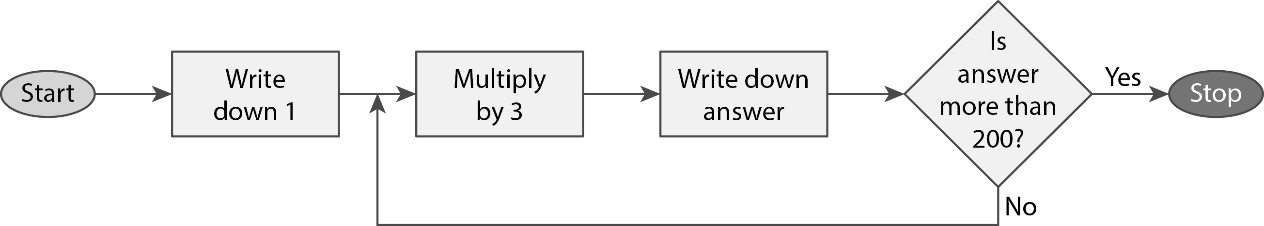 Start
Write
down 1
Multiply
by 3
Write down
answer
Is
answer
more than
200?
Yes
Stop
No